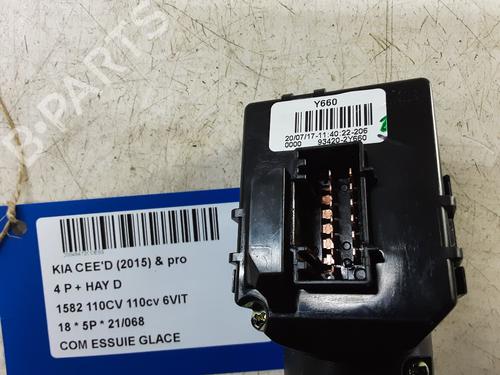 B-PARTS
Y660
20/07/17-11:40:22-206
0000 93420-2Y660
KIA CEE'D (2015) & pro
4 P + HAY D
1582 110CV 110cv 6VIT
18 * 5P * 21/068
COM ESSUIE GLACE